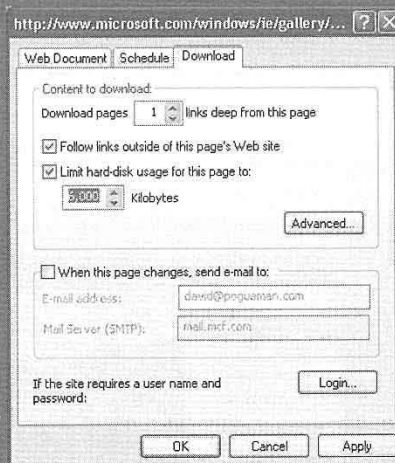 http://www.microsoft.com/windows/ie/gallery/...
Web Document Schedule Download
Content to download:
Download pages 1 links deep from this page
Follow links outside of this page's Web site
Limit hard-disk usage for this page to:
5,000 Kilobytes
Advanced...
When this page changes, send e-mail to:
E-mail address: david@pogueman.com
Mail Server (SMTP): mail.mcf.com
If the site requires a user name and
password:
Login...
OK Cancel Apply